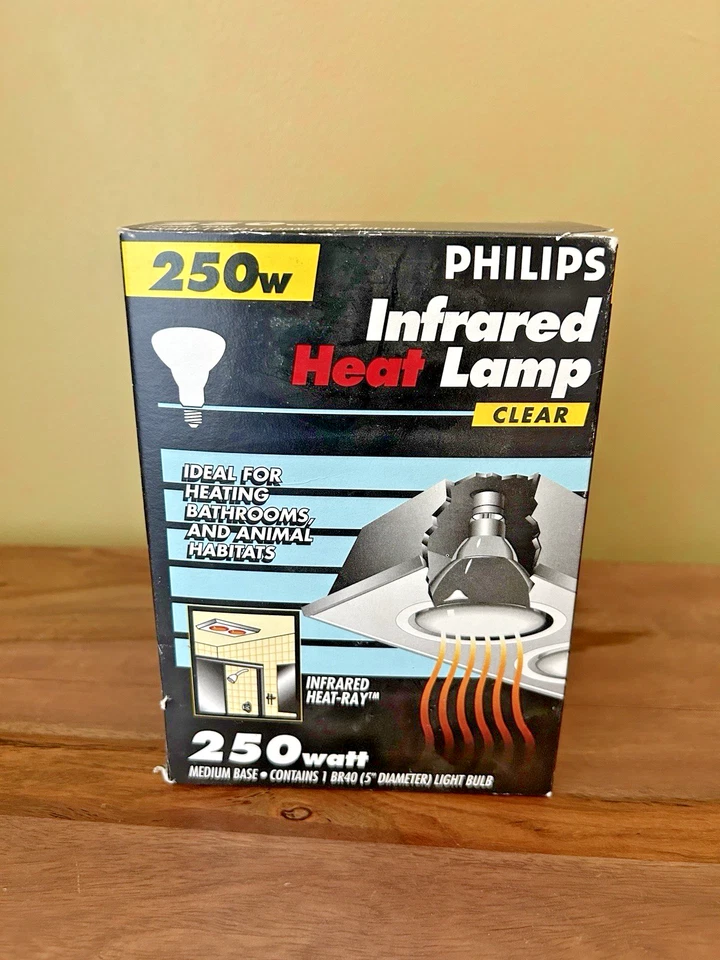 250w
PHILIPS
Infrared
Heat Lamp
CLEAR
IDEAL FOR
HEATING
BATHROOMS,
AND ANIMAL
HABITATS
INFRARED
HEAT-RAY™
250watt
MEDIUM BASE • CONTAINS 1 BR40 (5" DIAMETER) LIGHT BULB